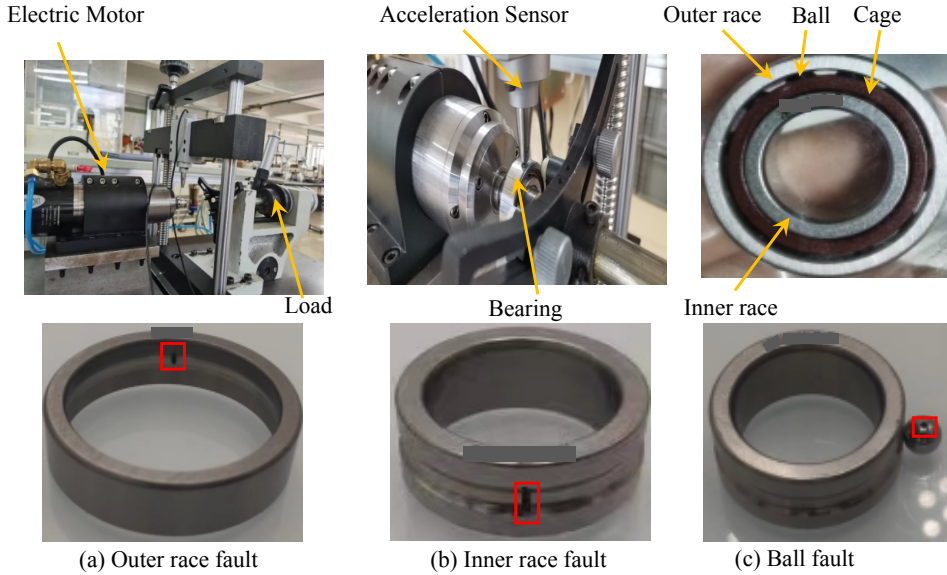 Electric Motor
Acceleration Sensor
Outer race
Ball
Cage
Load
Bearing
Inner race
(a) Outer race fault
(b) Inner race fault
(c) Ball fault